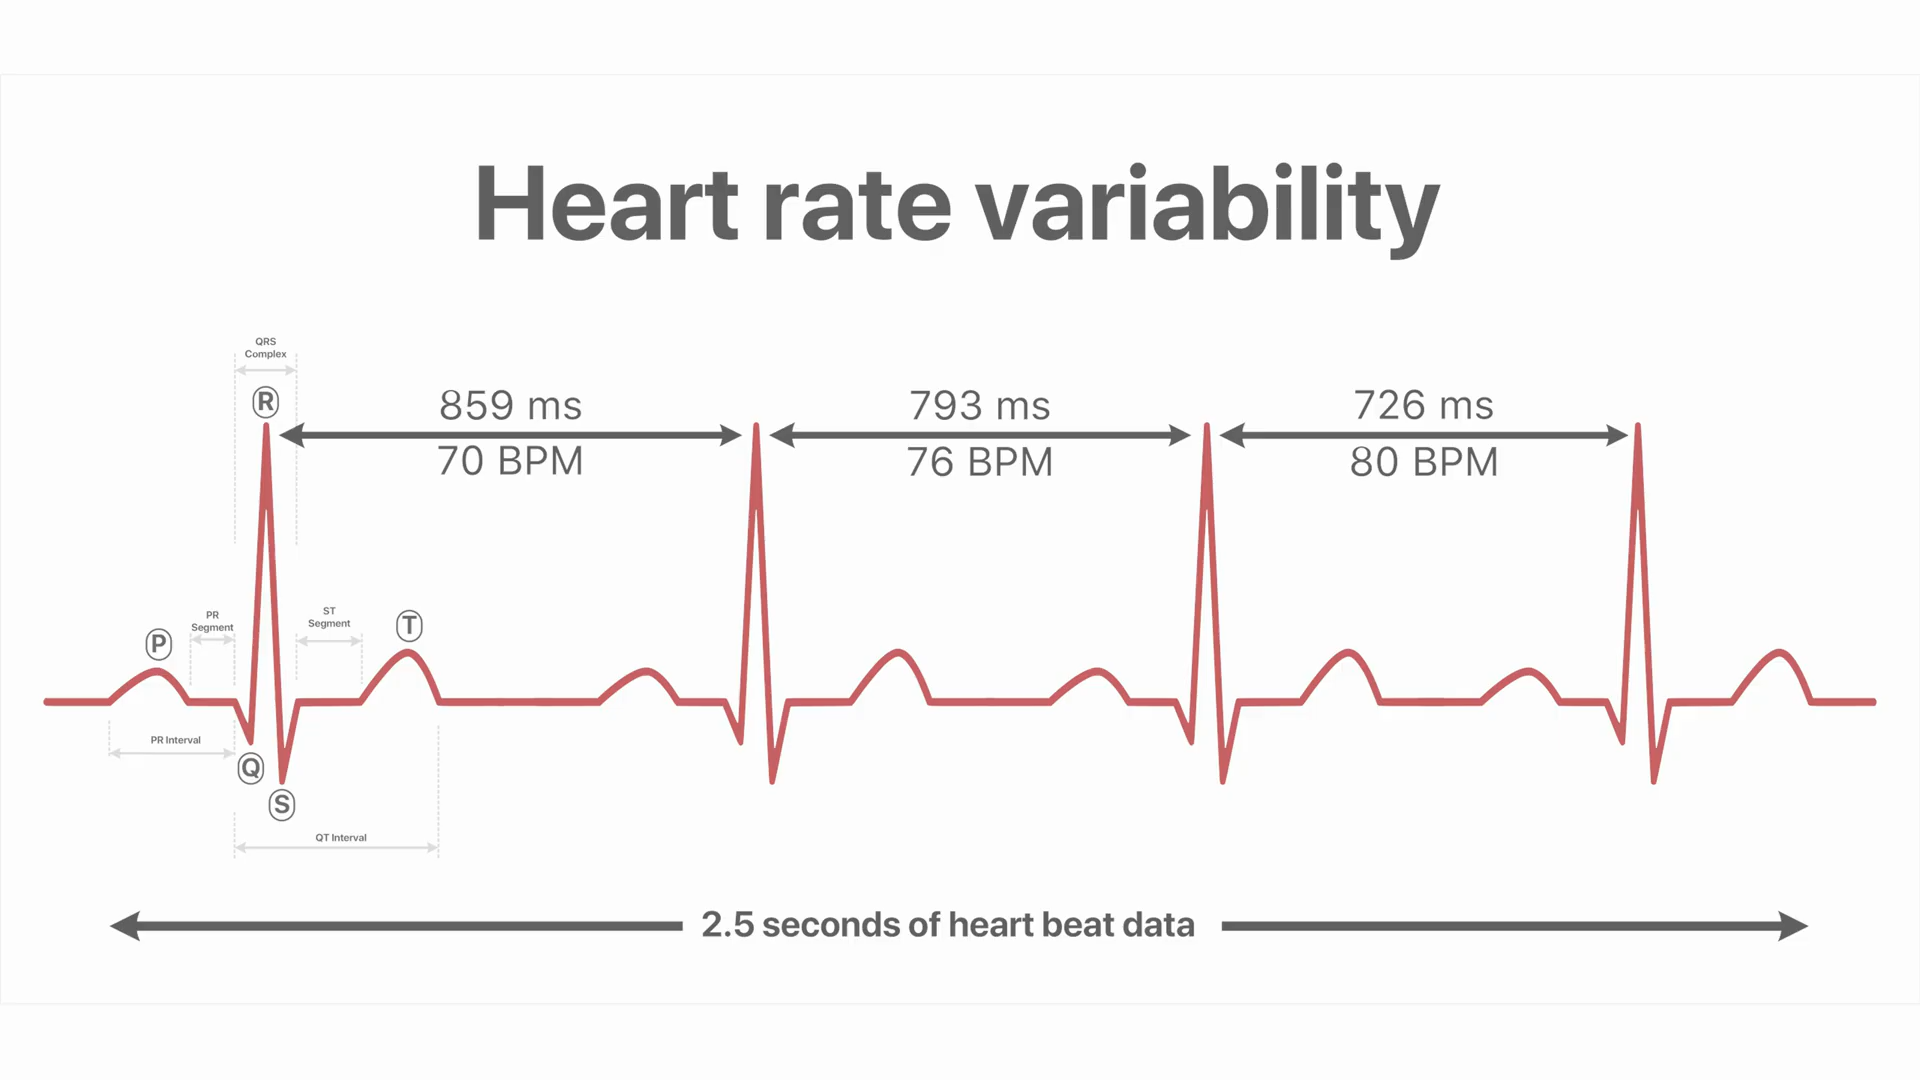 Heart rate variability
QRS
Complex
R
859 ms
793 ms
726 ms
70 BPM
76 BPM
80 BPM
PR
Segment
ST
Segment
P
T
PR Interval
Q
S
QT Interval
2.5 seconds of heart beat data